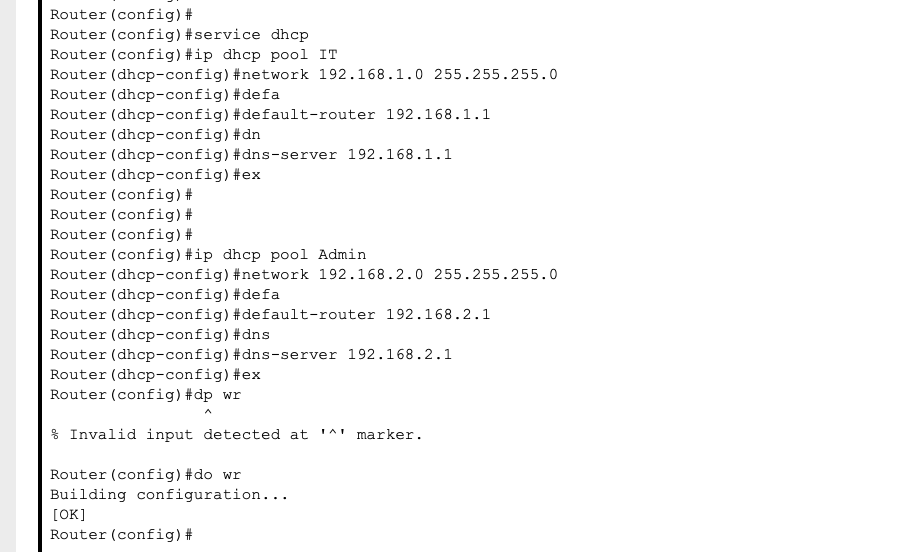 Router(config)#
Router(config)#service dhcp
Router(config)#ip dhcp pool IT
Router(dhcp-config)#network 192.168.1.0 255.255.255.0
Router(dhcp-config)#defa
Router(dhcp-config)#default-router 192.168.1.1
Router(dhcp-config)#dn
Router(dhcp-config)#dns-server 192.168.1.1
Router(dhcp-config)#ex
Router(config)#
Router(config)#
Router(config)#
Router(config)#ip dhcp pool Admin
Router(dhcp-config)#network 192.168.2.0 255.255.255.0
Router(dhcp-config)#defa
Router(dhcp-config)#default-router 192.168.2.1
Router(dhcp-config)#dns
Router(dhcp-config)#dns-server 192.168.2.1
Router(dhcp-config)#ex
Router(config)#dp wr
^
% Invalid input detected at '^' marker.
Router(config)#do wr
Building configuration...
[OK]
Router(config)#